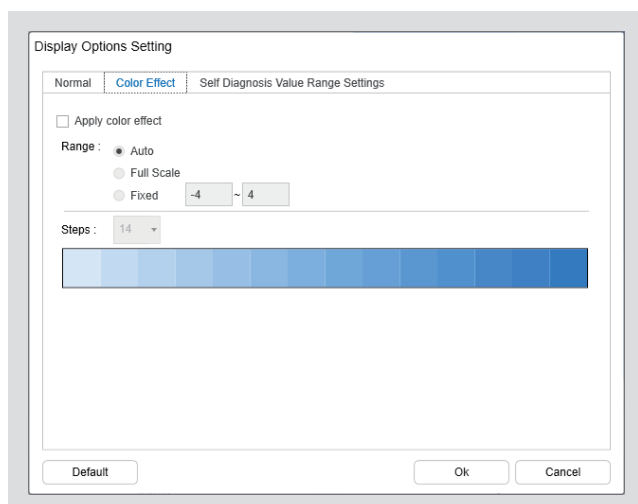 Display Options Setting
Normal Color Effect Self Diagnosis Value Range Settings
Apply color effect
Range : Auto
Full Scale
Fixed -4 ~ 4
Steps : 14
Default Ok Cancel